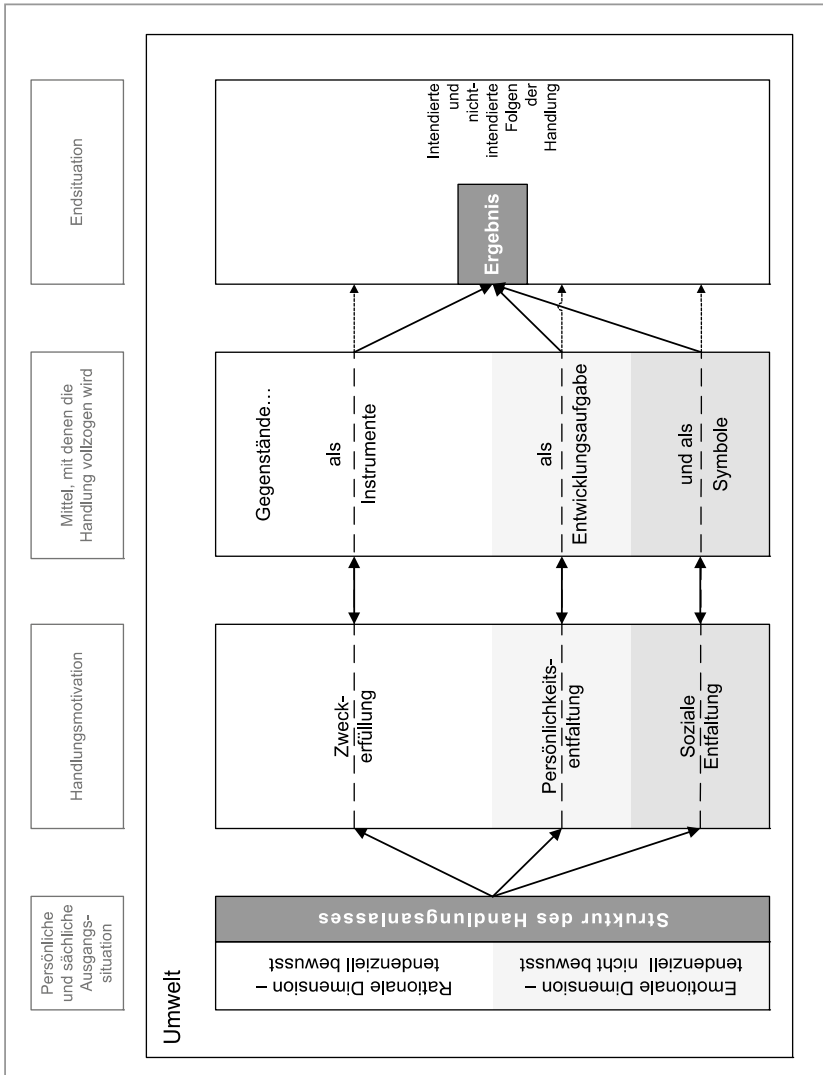 Persönliche
und sächliche
Ausgangs-
situation
Handlungsmotivation
Mittel, mit denen die
Handlung vollzogen wird
Endsituation
Umwelt
Rationale Dimension –
tendenziell bewusst
Emotionale Dimension –
tendenziell nicht bewusst
Struktur des Handlungsanlasses
Zweck-
erfüllung
Persönlichkeits-
entfaltung
Soziale
Entfaltung
Gegenstände…
als
Instrumente
als
Entwicklungsaufgabe
und als
Symbole
Ergebnis
Intendierte
und
nicht-
intendierte
Folgen
der
Handlung